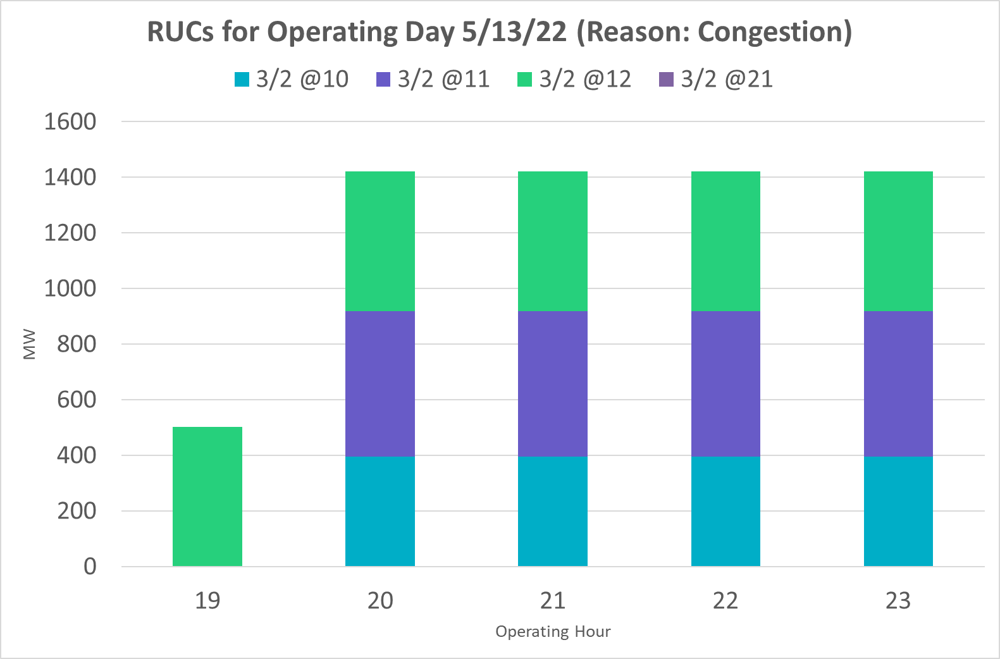 RUCs for Operating Day 5/13/22 (Reason: Congestion)
3/2 @10 3/2 @11 3/2 @12 3/2 @21
1600
1400
1200
1000
800
600
400
200
0
MW
19 20 21 22 23
Operating Hour